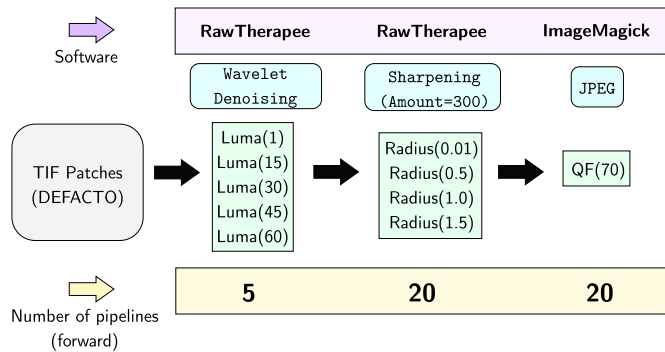 RawTherapee RawTherapee ImageMagick
Software
Wavelet
Denoising
Sharpening
(Amount=300)
JPEG
TIF Patches
(DEFACTO)
Luma(1)
Luma(15)
Luma(30)
Luma(45)
Luma(60)
Radius(0.01)
Radius(0.5)
Radius(1.0)
Radius(1.5)
QF(70)
Number of pipelines
(forward)
5 20 20